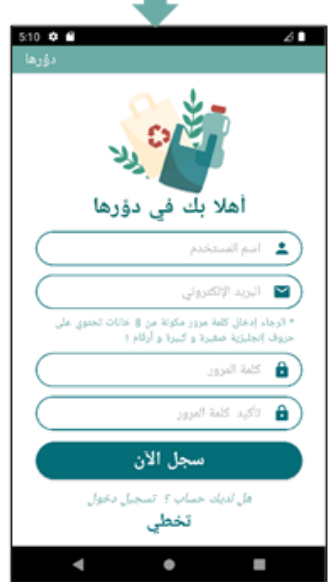 5:10
دوّرها
أهلا بك في دوّرها
اسم المستخدم
البريد الإلكتروني
* الرجاء إدخال كلمة مرور مكونة من 8 خانات تحتوي على
حروف إنجليزية صغيرة و كبيرة و أرقام !
كلمة المرور
تأكيد كلمة المرور
سجل الآن
هل لديك حساب ؟ تسجيل دخول
تخطي